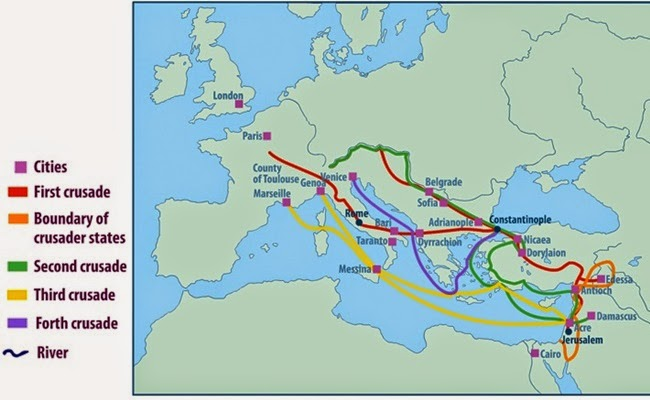 Cities
First crusade
Boundary of
crusader states
Second crusade
Third crusade
Forth crusade
River
London
Paris
County
of Toulouse
Marseille
Genoa
Venice
Rome
Bari
Taranto
Dyrrachion
Messina
Belgrade
Sofia
Adrianople
Constantinople
Nicaea
Dorylaion
Edessa
Antioch
Damascus
Acre
Jerusalem
Cairo